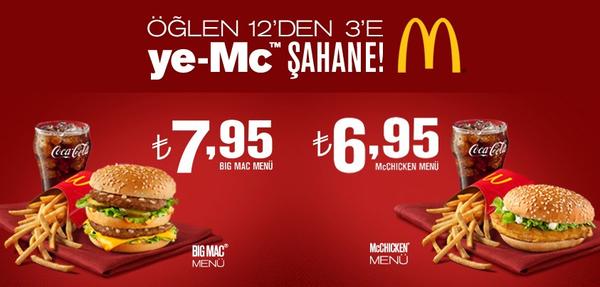 ÖĞLEN 12'DEN 3'E
ye-Mc™ ŞAHANE!
₺7,95
BIG MAC MENÜ
₺6,95
McCHICKEN MENÜ
Coca-Cola
Coca-Cola
BIG MAC®
MENÜ
McCHICKEN™
MENÜ